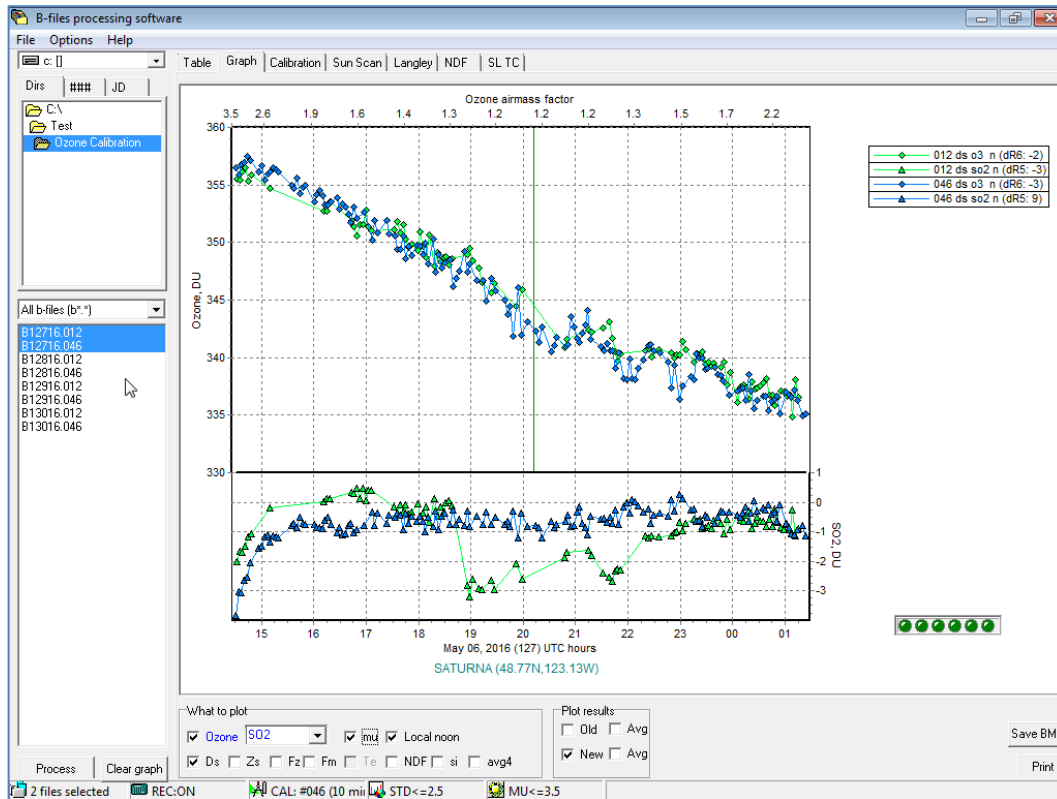 B-files processing software
File Options Help
c: []
Dirs ### JD
C:\
Test
Ozone Calibration
All b-files (b*.*)
B12716.012
B12716.046
B12816.012
B12816.046
B12916.012
B12916.046
B13016.012
B13016.046
Process Clear graph
Table Graph Calibration Sun Scan Langley NDF SL TC
Ozone airmass factor
3.5 2.6 1.9 1.6 1.4 1.3 1.2 1.2 1.2 1.3 1.5 1.7 2.2
360
355
350
345
340
335
330
Ozone, DU
1
0
-1
-2
-3
SO2, DU
15 16 17 18 19 20 21 22 23 00 01
May 06, 2016 (127) UTC hours
SATURNA (48.77N,123.13W)
012 ds o3 n (dR6: -2)
012 ds so2 n (dR5: -3)
046 ds o3 n (dR6: -3)
046 ds so2 n (dR5: 9)
What to plot
Ozone SO2 mu Local noon
Ds Zs Fz Fm Te NDF si avg4
Plot results
Old Avg
New Avg
Save BM
Print
2 files selected REC:ON CAL: #046 (10 min STD<=2.5 MU<=3.5